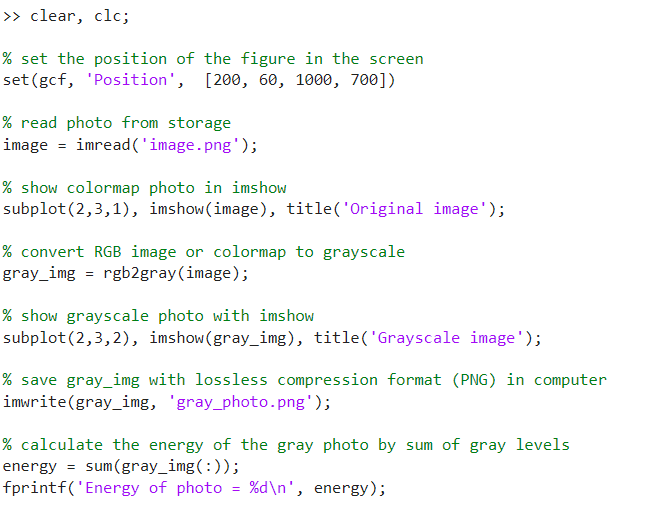 >> clear, clc;
% set the position of the figure in the screen
set(gcf, 'Position',  [200, 60, 1000, 700])
% read photo from storage
image = imread('image.png');
% show colormap photo in imshow
subplot(2,3,1), imshow(image), title('Original image');
% convert RGB image or colormap to grayscale
gray_img = rgb2gray(image);
% show grayscale photo with imshow
subplot(2,3,2), imshow(gray_img), title('Grayscale image');
% save gray_img with lossless compression format (PNG) in computer
imwrite(gray_img, 'gray_photo.png');
% calculate the energy of the gray photo by sum of gray levels
energy = sum(gray_img(:));
fprintf('Energy of photo = %d\n', energy);